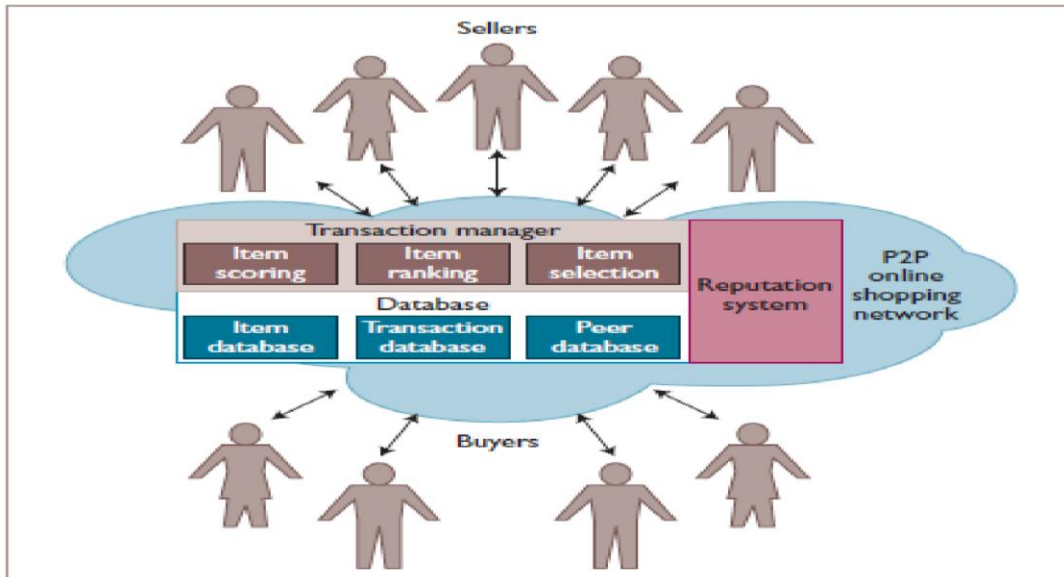 Sellers
Transaction manager
Item
scoring
Item
ranking
Item
selection
Database
Item
database
Transaction
database
Peer
database
Reputation
system
P2P
online
shopping
network
Buyers